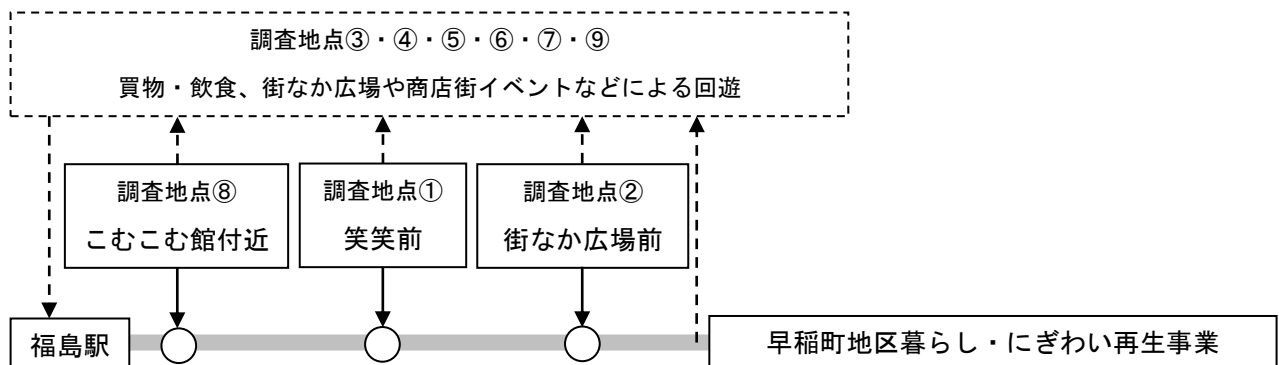 調査地点③・④・⑤・⑥・⑦・⑨
買物・飲食、街なか広場や商店街イベントなどによる回遊
調査地点⑧
こむこむ館付近
調査地点①
笑笑前
調査地点②
街なか広場前
福島駅
早稲町地区暮らし・にぎわい再生事業